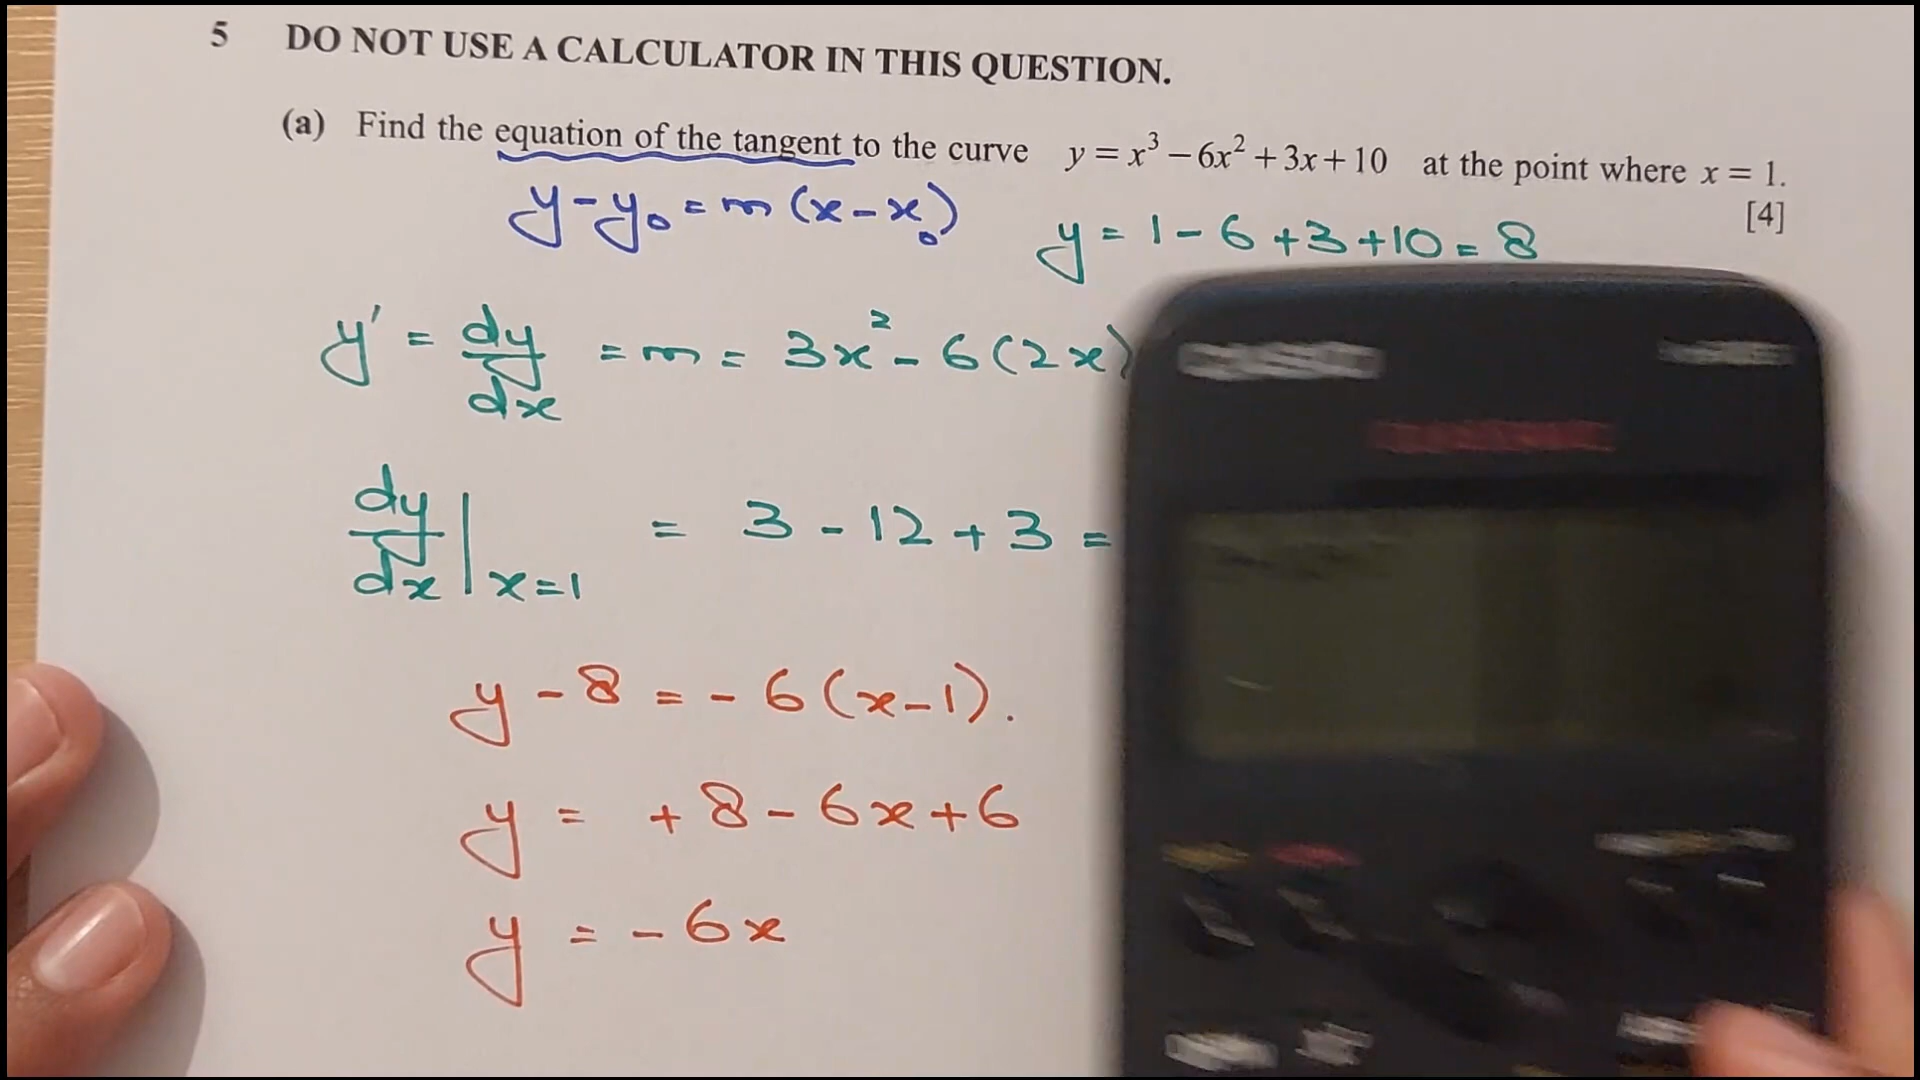 5 DO NOT USE A CALCULATOR IN THIS QUESTION.
(a) Find the equation of the tangent to the curve y = x³ − 6x² + 3x + 10 at the point where x = 1.
[4]
y − y₀ = m (x − x₀)
y = 1 − 6 + 3 + 10 = 8
y' = dy/dx = m = 3x² − 6(2x)
dy/dx |x=1 = 3 − 12 + 3 =
y − 8 = − 6 (x − 1).
y = + 8 − 6x + 6
y = − 6x